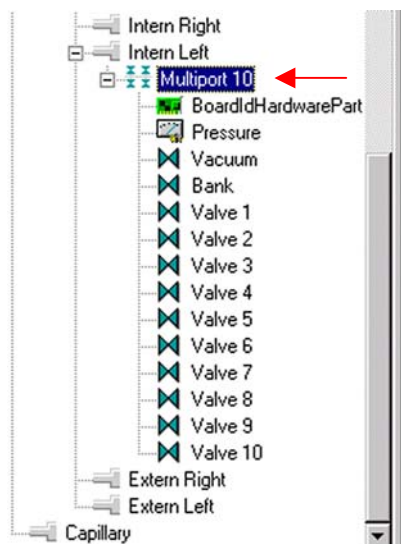 Intern Right
Intern Left
Multiport 10
BoardIdHardwarePart
Pressure
Vacuum
Bank
Valve 1
Valve 2
Valve 3
Valve 4
Valve 5
Valve 6
Valve 7
Valve 8
Valve 9
Valve 10
Extern Right
Extern Left
Capillary